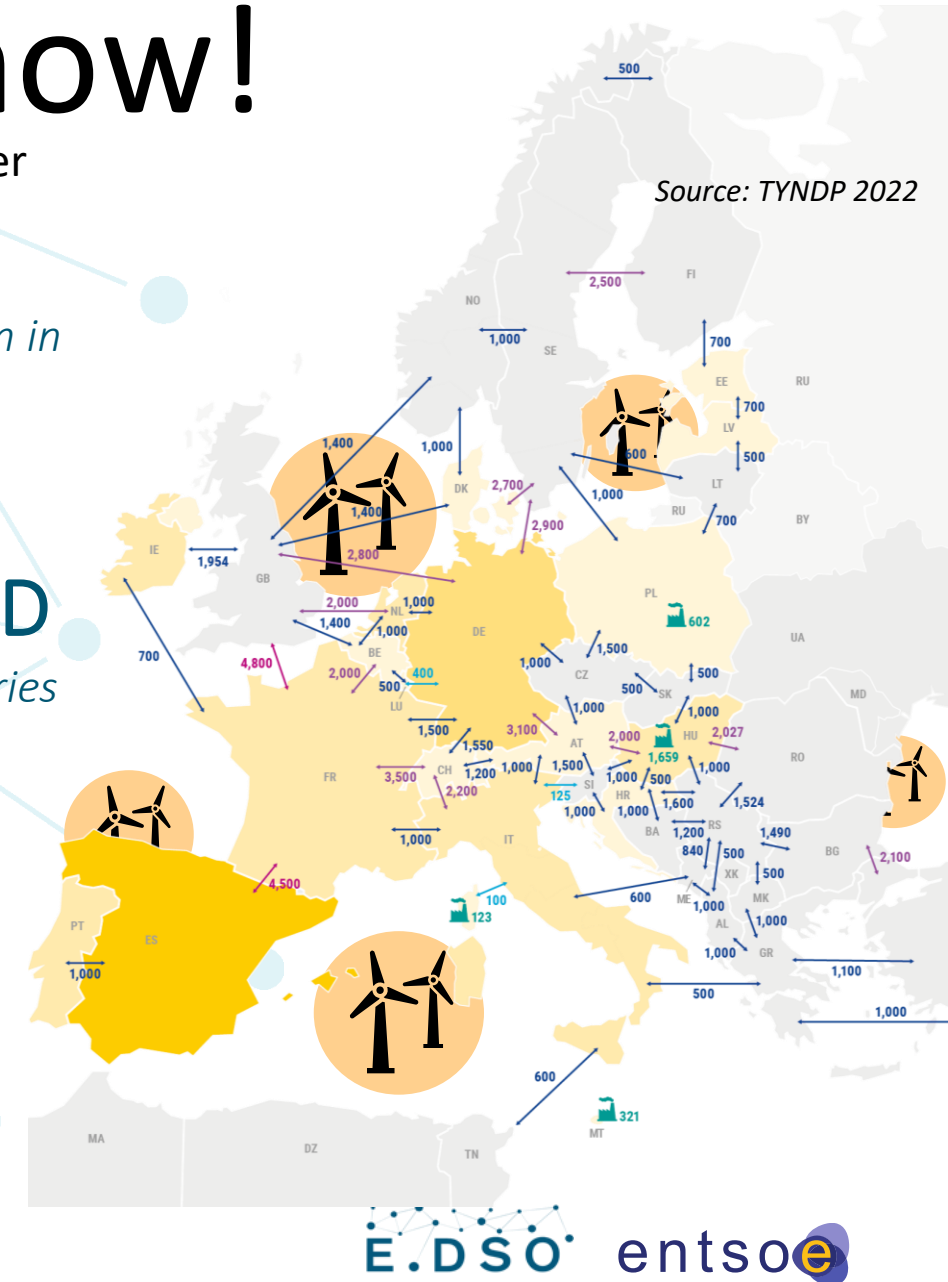 now!
er
Source: TYNDP 2022
n in
D
ries
500
2,500
FI
NO
1,000
SE
700
EE
RU
700
LV
1,400
1,000
600
500
LT
DK
2,700
1,000
1,400
RU
700
BY
2,900
IE
1,954
2,800
GB
PL
602
2,000
NL
1,000
1,400
1,000
DE
UA
BE
1,500
700
4,800
2,000
400
1,000
CZ
500
500
500
SK
MD
LU
1,000
1,000
1,500
3,100
AT
2,000
HU
2,027
1,550
1,659
RO
FR
3,500
CH
1,200
1,000
1,500
1,000
500
1,000
2,200
125
SI
HR
1,600
1,524
1,000
1,000
1,000
IT
BA
1,200
RS
1,490
840
500
BG
2,100
4,500
100
XK
500
600
ME
1,000
MK
123
PT
ES
AL
1,000
1,000
GR
1,000
1,100
500
1,000
600
321
MT
MA
DZ
TN
E.DSO
entsoe